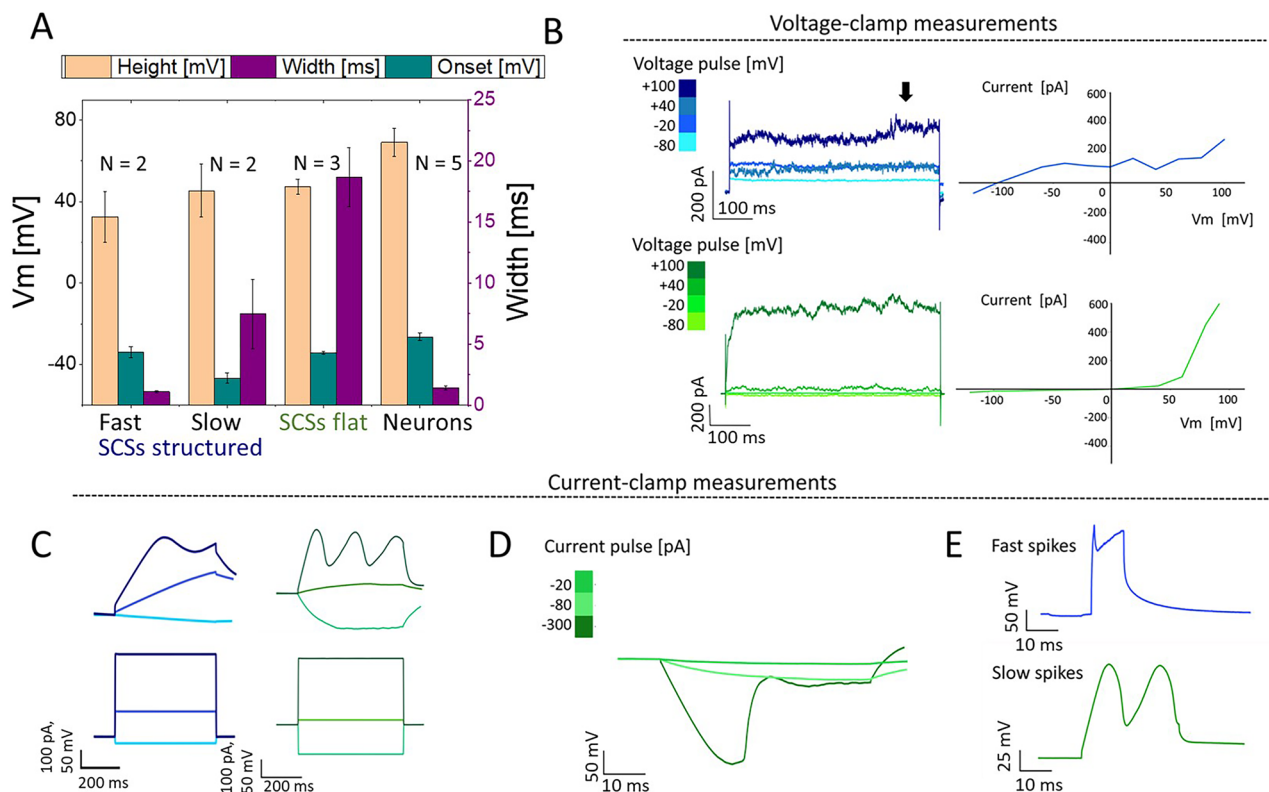 A
Height [mV] Width [ms] Onset [mV]
Vm [mV]
80
40
0
-40
25
20
15
10
5
0
Width [ms]
N = 2
N = 2
N = 3
N = 5
Fast
Slow
SCSs flat
Neurons
SCSs structured
B
Voltage-clamp measurements
Voltage pulse [mV]
+100
+40
-20
-80
200 pA
100 ms
Current [pA]
600
400
200
0
-200
-400
-100
-50
50
100
Vm [mV]
Voltage pulse [mV]
+100
+40
-20
-80
200 pA
100 ms
Current [pA]
600
400
200
0
-200
-400
-100
-50
50
100
Vm [mV]
Current-clamp measurements
C
100 pA,
50 mV
200 ms
100 pA,
50 mV
200 ms
D
Current pulse [pA]
-20
-80
-300
50 mV
10 ms
E
Fast spikes
50 mV
10 ms
Slow spikes
25 mV
10 ms